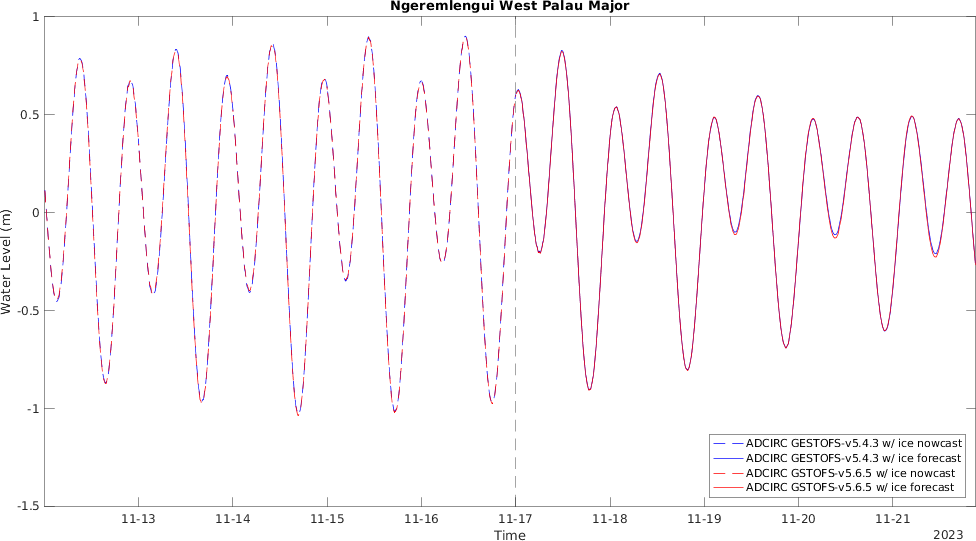 Ngeremlengui West Palau Major
1
0.5
0
-0.5
-1
-1.5
Water Level (m)
ADCIRC GESTOFS-v5.4.3 w/ ice nowcast
ADCIRC GESTOFS-v5.4.3 w/ ice forecast
ADCIRC GSTOFS-v5.6.5 w/ ice nowcast
ADCIRC GSTOFS-v5.6.5 w/ ice forecast
11-13 11-14 11-15 11-16 11-17 11-18 11-19 11-20 11-21
Time
2023